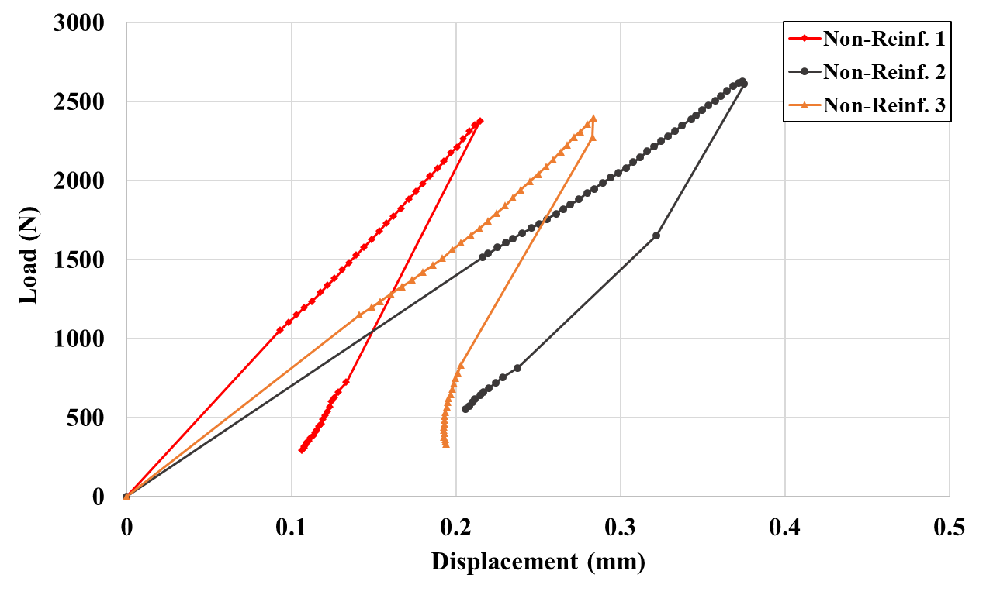 3000
2500
2000
1500
1000
500
0
Load (N)
0 0.1 0.2 0.3 0.4 0.5
Displacement (mm)
Non-Reinf. 1
Non-Reinf. 2
Non-Reinf. 3